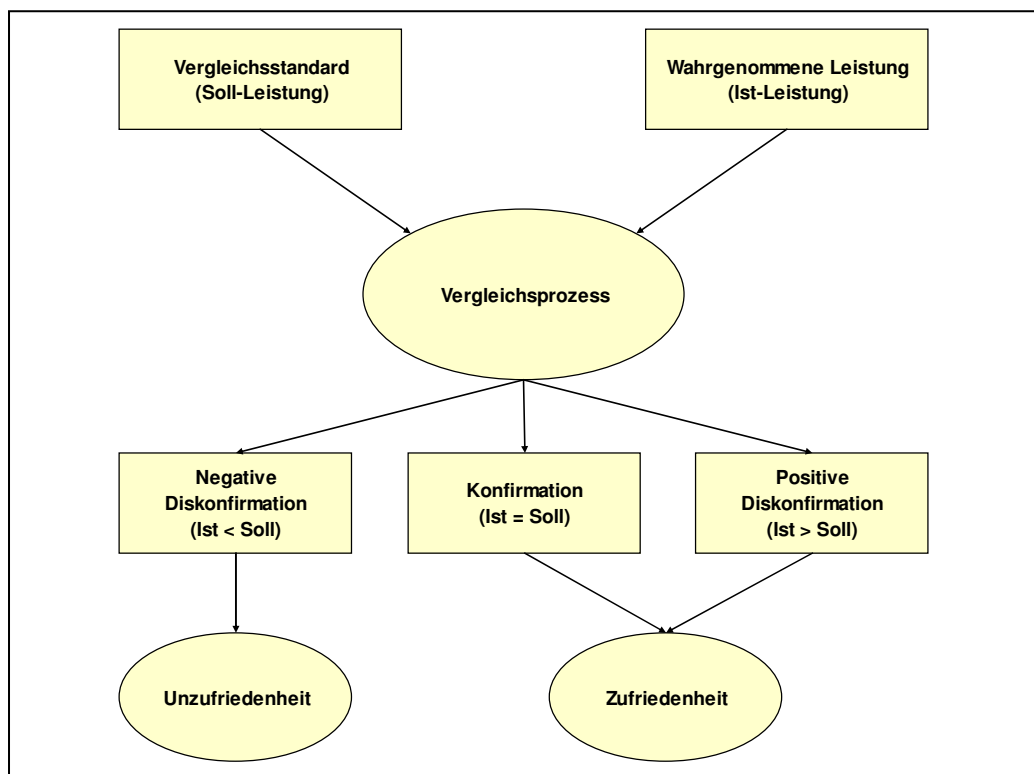 Vergleichsstandard
(Soll-Leistung)
Wahrgenommene Leistung
(Ist-Leistung)
Vergleichsprozess
Negative
Diskonfirmation
(Ist < Soll)
Konfirmation
(Ist = Soll)
Positive
Diskonfirmation
(Ist > Soll)
Unzufriedenheit
Zufriedenheit